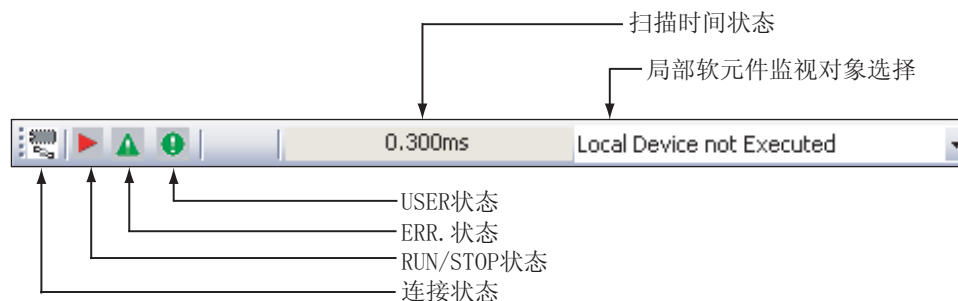 扫描时间状态
局部软元件监视对象选择
0.300ms
Local Device not Executed
USER状态
ERR.状态
RUN/STOP状态
连接状态